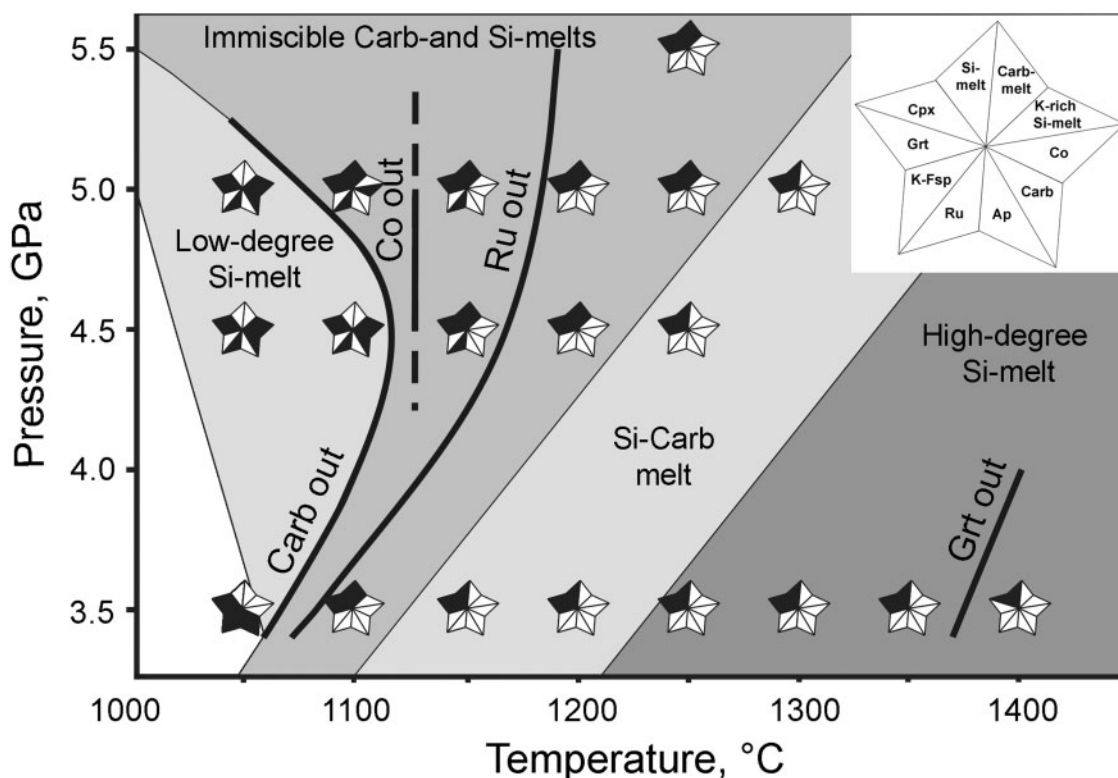 Immiscible Carb-and Si-melts
Low-degree
Si-melt
Carb out
Co out
Ru out
Si-Carb
melt
High-degree
Si-melt
Grt out
Si-
melt
Carb-
melt
K-rich
Si-melt
Co
Carb
Ap
Ru
K-Fsp
Grt
Cpx
Pressure, GPa
5.5
5.0
4.5
4.0
3.5
1000
1100
1200
1300
1400
Temperature, °C